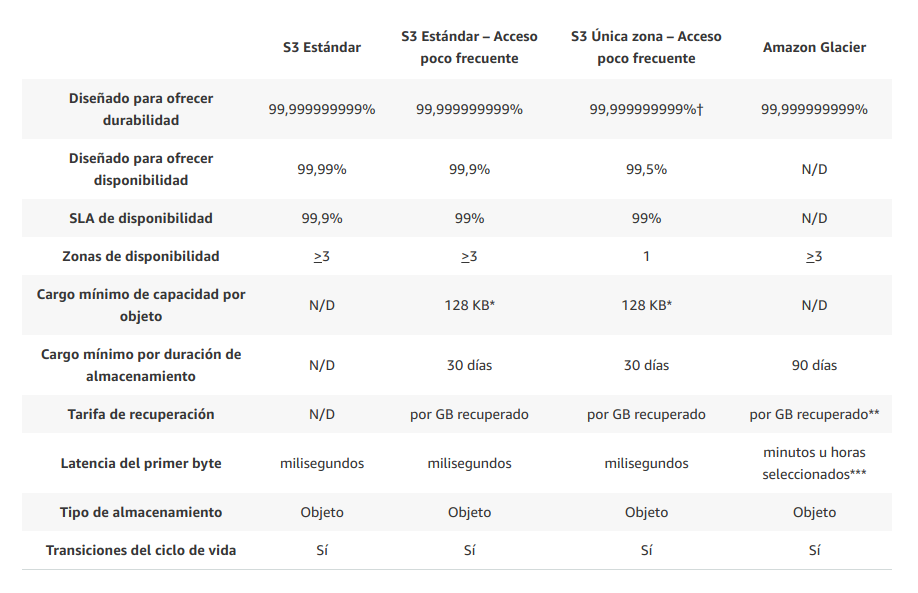 S3 Estándar
S3 Estándar – Acceso
poco frecuente
S3 Única zona – Acceso
poco frecuente
Amazon Glacier
Diseñado para ofrecer
durabilidad
99,999999999%
99,999999999%
99,999999999%†
99,999999999%
Diseñado para ofrecer
disponibilidad
99,99%
99,9%
99,5%
N/D
SLA de disponibilidad
99,9%
99%
99%
N/D
Zonas de disponibilidad
≥3
≥3
1
≥3
Cargo mínimo de capacidad por
objeto
N/D
128 KB*
128 KB*
N/D
Cargo mínimo por duración de
almacenamiento
N/D
30 días
30 días
90 días
Tarifa de recuperación
N/D
por GB recuperado
por GB recuperado
por GB recuperado**
Latencia del primer byte
milisegundos
milisegundos
milisegundos
minutos u horas
seleccionados***
Tipo de almacenamiento
Objeto
Objeto
Objeto
Objeto
Transiciones del ciclo de vida
Sí
Sí
Sí
Sí